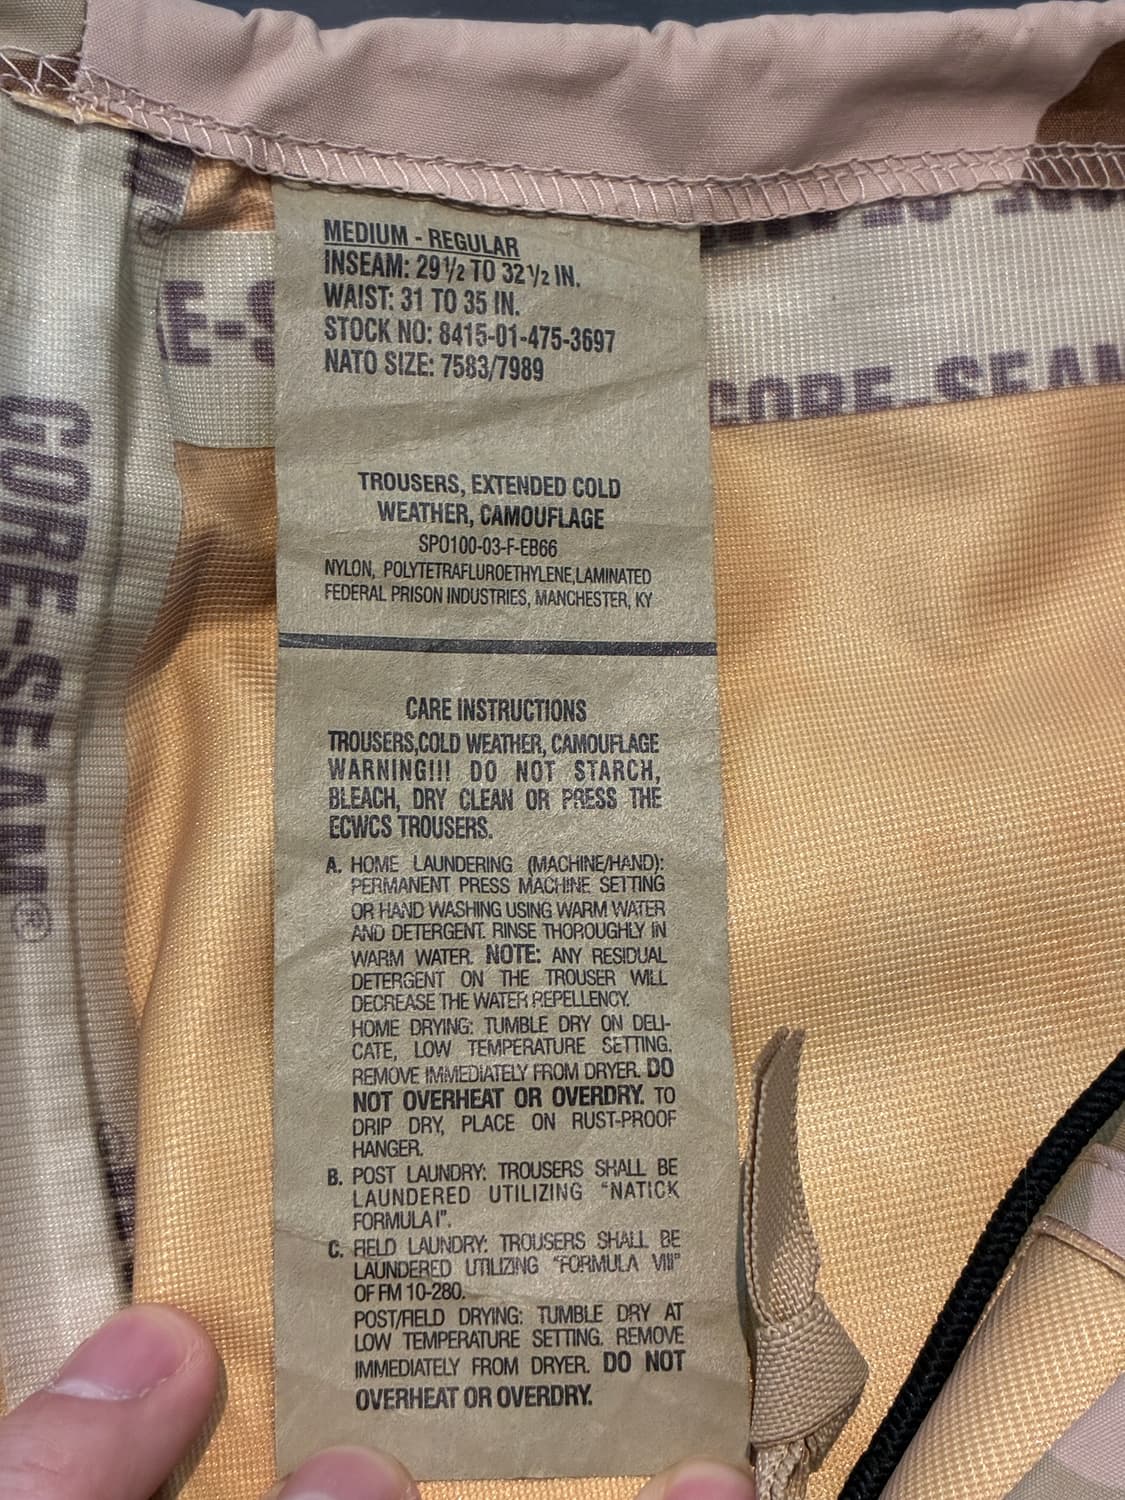 MEDIUM - REGULAR
INSEAM: 29½ TO 32½ IN.
WAIST: 31 TO 35 IN.
STOCK NO: 8415-01-475-3697
NATO SIZE: 7583/7989
TROUSERS, EXTENDED COLD
WEATHER, CAMOUFLAGE
SPO100-03-F-EB66
NYLON, POLYTETRAFLUROETHYLENE,LAMINATED
FEDERAL PRISON INDUSTRIES, MANCHESTER, KY
CARE INSTRUCTIONS
TROUSERS,COLD WEATHER, CAMOUFLAGE
WARNING!!! DO NOT STARCH,
BLEACH, DRY CLEAN OR PRESS THE
ECWCS TROUSERS.
A. HOME LAUNDERING (MACHINE/HAND):
PERMANENT PRESS MACHINE SETTING
OR HAND WASHING USING WARM WATER
AND DETERGENT. RINSE THOROUGHLY IN
WARM WATER. NOTE: ANY RESIDUAL
DETERGENT ON THE TROUSER WILL
DECREASE THE WATER REPELLENCY.
HOME DRYING: TUMBLE DRY ON DELI-
CATE, LOW TEMPERATURE SETTING.
REMOVE IMMEDIATELY FROM DRYER. DO
NOT OVERHEAT OR OVERDRY. TO
DRIP DRY, PLACE ON RUST-PROOF
HANGER.
B. POST LAUNDRY: TROUSERS SHALL BE
LAUNDERED UTILIZING "NATICK
FORMULA I".
C. FIELD LAUNDRY: TROUSERS SHALL BE
LAUNDERED UTILIZING "FORMULA VII"
OF FM 10-280.
POST/FIELD DRYING: TUMBLE DRY AT
LOW TEMPERATURE SETTING. REMOVE
IMMEDIATELY FROM DRYER. DO NOT
OVERHEAT OR OVERDRY.
E-S
GORE-SEAM
GORE-SEAM®